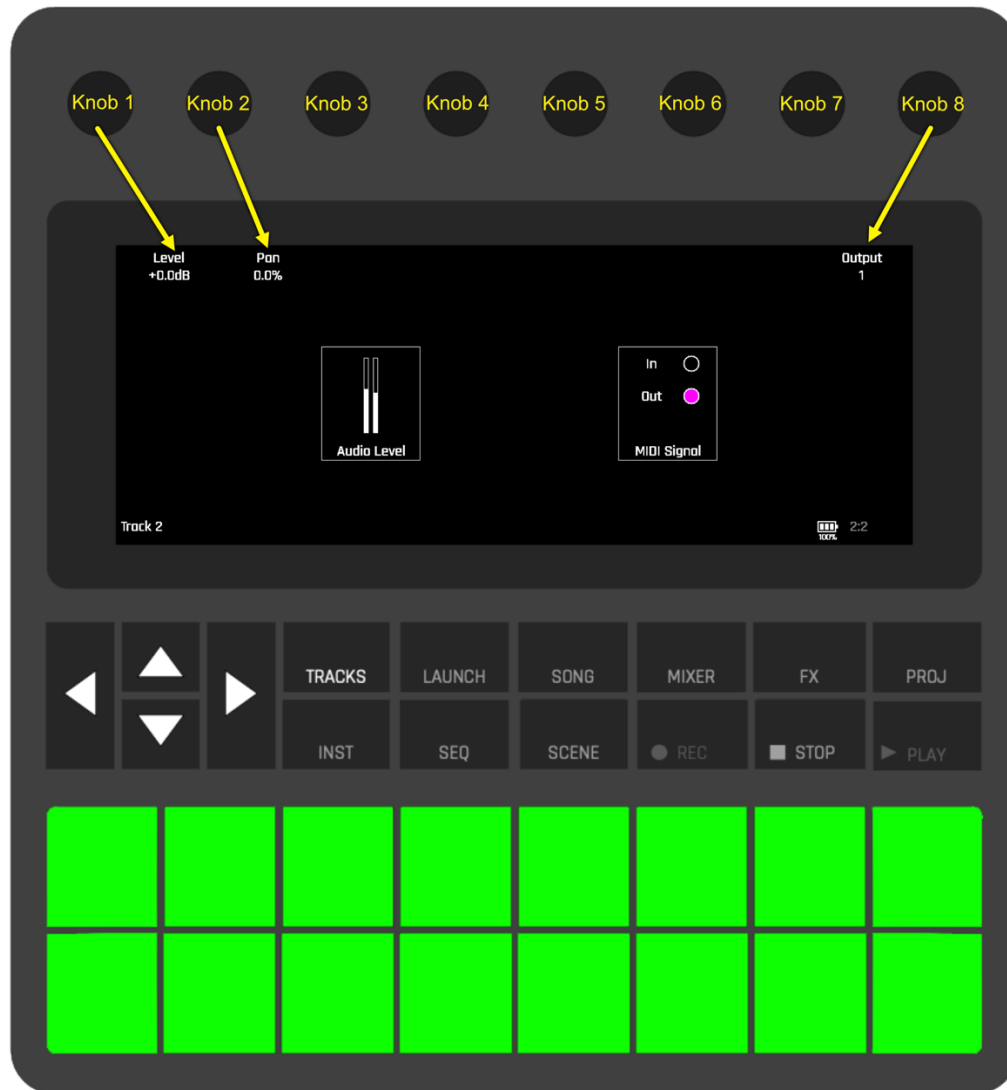 Knob 1 Knob 2 Knob 3 Knob 4 Knob 5 Knob 6 Knob 7 Knob 8
Level Pan Output
+0.0dB 0.0% 1
In
Out
Audio Level MIDI Signal
Track 2 100% 2:2
TRACKS LAUNCH SONG MIXER FX PROJ
INST SEQ SCENE REC STOP PLAY